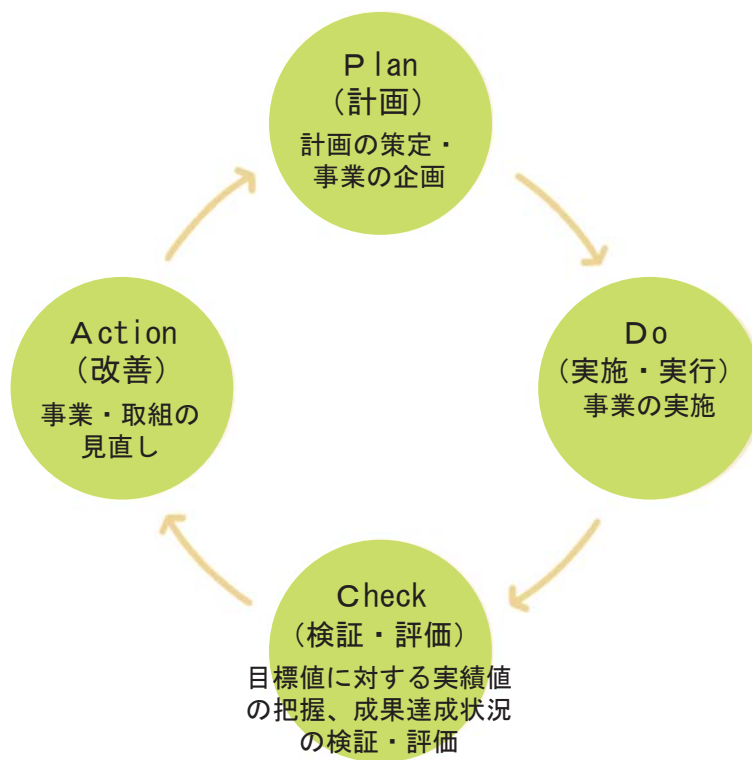 Plan
（計画）
計画の策定・
事業の企画
Do
（実施・実行）
事業の実施
Check
（検証・評価）
目標値に対する実績値
の把握、成果達成状況
の検証・評価
Action
（改善）
事業・取組の
見直し